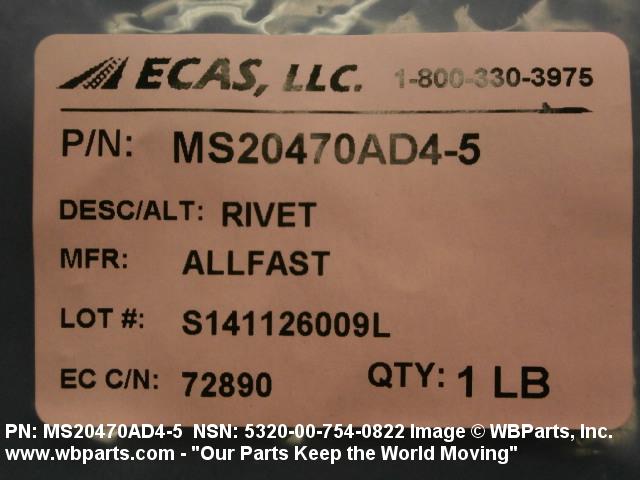 ECAS, LLC. 1-800-330-3975
P/N: MS20470AD4-5
DESC/ALT: RIVET
MFR: ALLFAST
LOT #: S141126009L
EC C/N: 72890 QTY: 1 LB
PN: MS20470AD4-5 NSN: 5320-00-754-0822 Image © WBParts, Inc.
www.wbparts.com - "Our Parts Keep the World Moving"